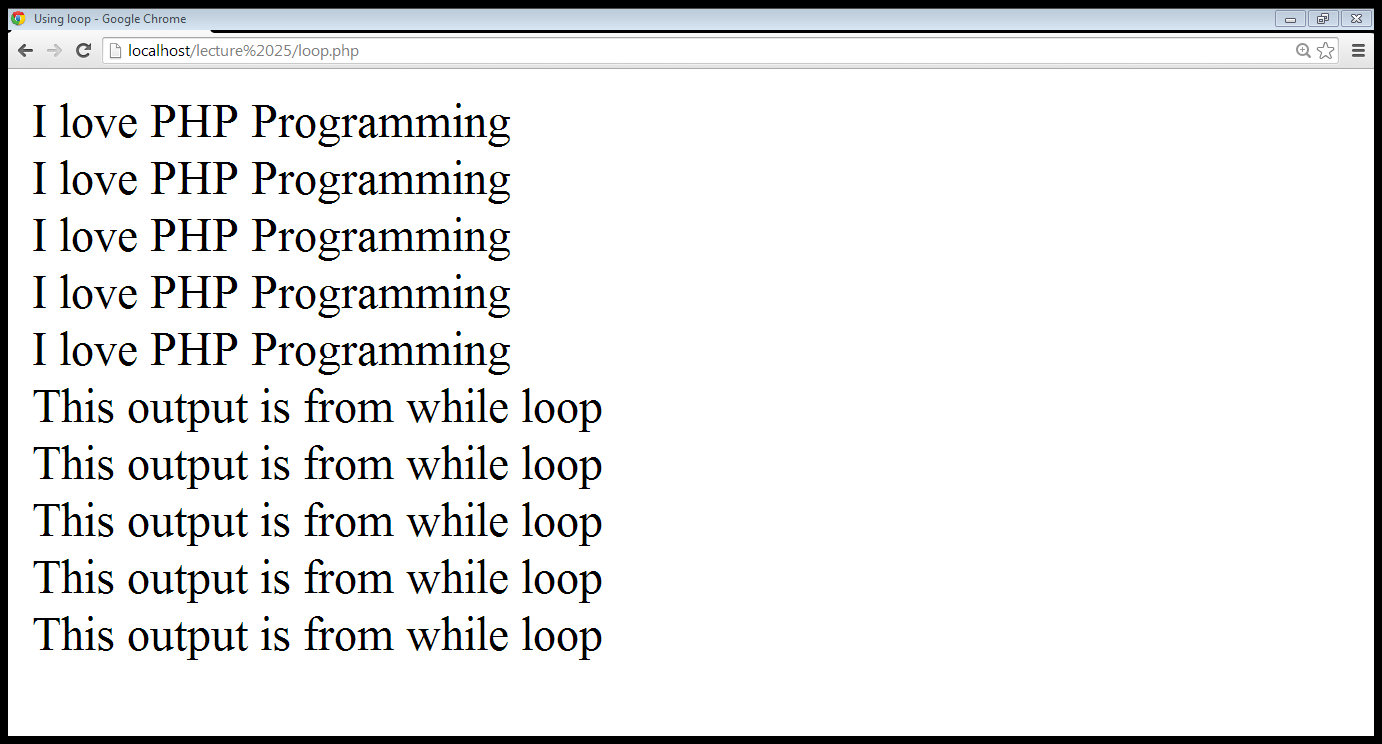 Using loop - Google Chrome
localhost/lecture%2025/loop.php
I love PHP Programming
I love PHP Programming
I love PHP Programming
I love PHP Programming
I love PHP Programming
This output is from while loop
This output is from while loop
This output is from while loop
This output is from while loop
This output is from while loop